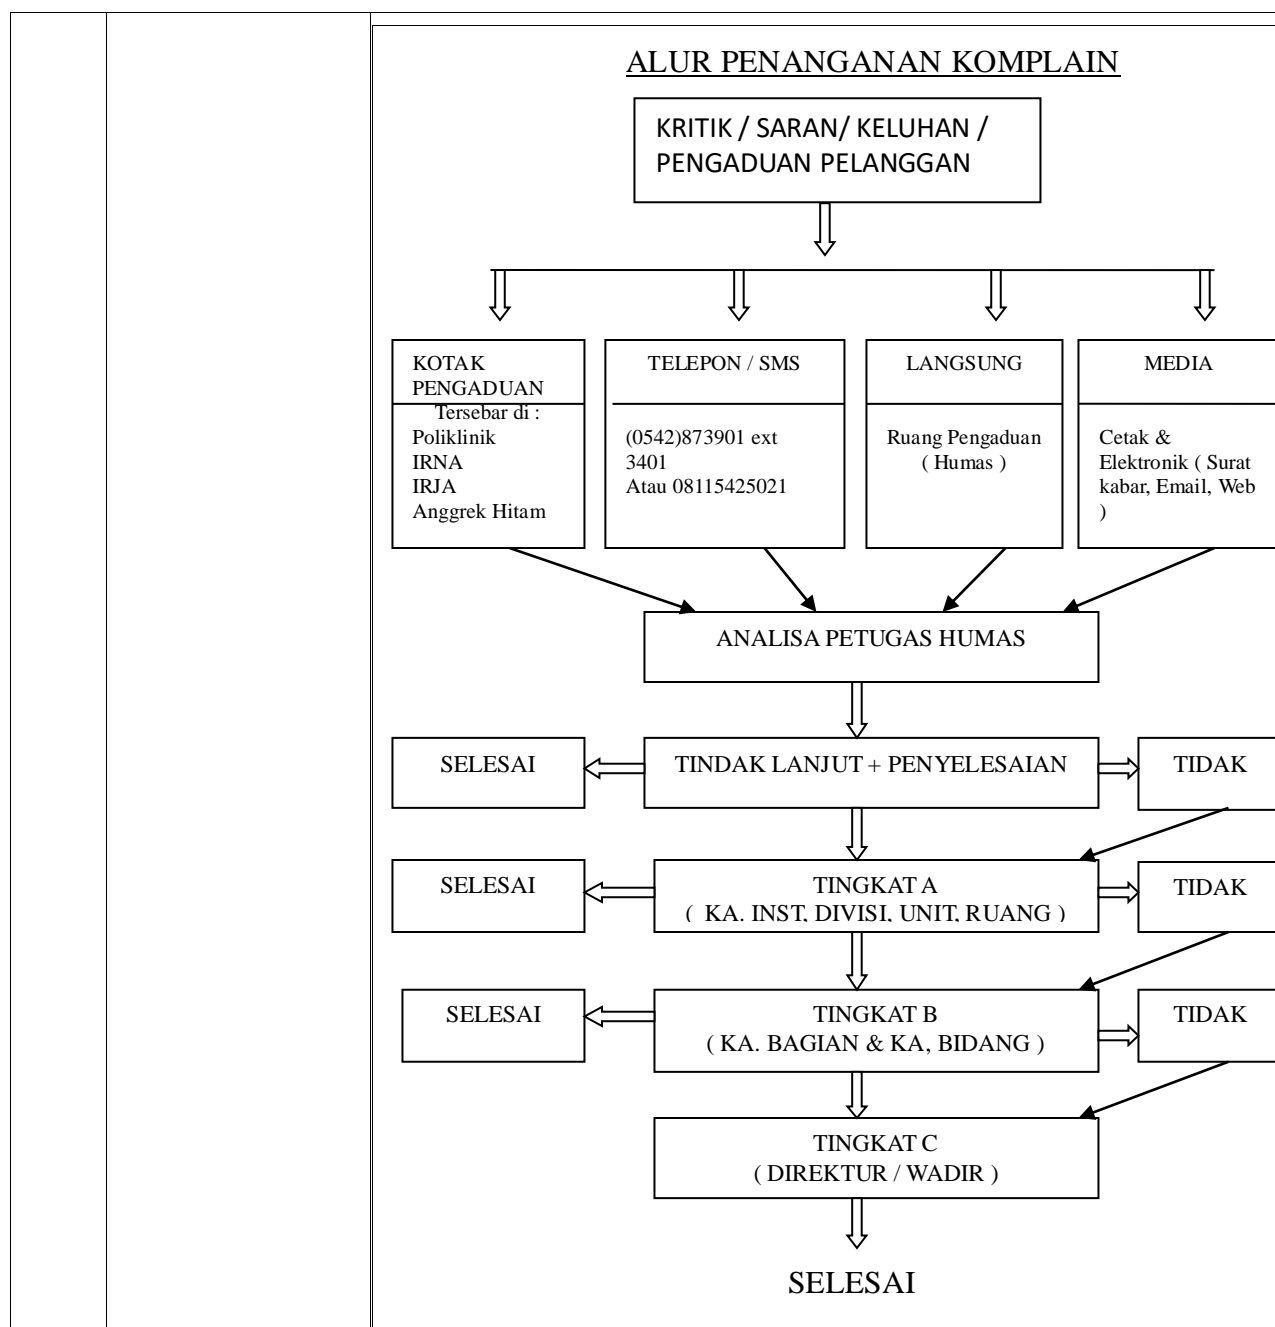 ALUR PENANGANAN KOMPLAIN
KRITIK / SARAN/ KELUHAN /
PENGADUAN PELANGGAN
KOTAK
PENGADUAN
Tersebar di :
Poliklinik
IRNA
IRJA
Anggrek Hitam
TELEPON / SMS
(0542)873901 ext
3401
Atau 08115425021
LANGSUNG
Ruang Pengaduan
( Humas )
MEDIA
Cetak &
Elektronik ( Surat
kabar, Email, Web
)
ANALISA PETUGAS HUMAS
SELESAI
TINDAK LANJUT + PENYELESAIAN
TIDAK
SELESAI
TINGKAT A
( KA. INST, DIVISI, UNIT, RUANG )
TIDAK
SELESAI
TINGKAT B
( KA. BAGIAN & KA, BIDANG )
TIDAK
TINGKAT C
( DIREKTUR / WADIR )
SELESAI